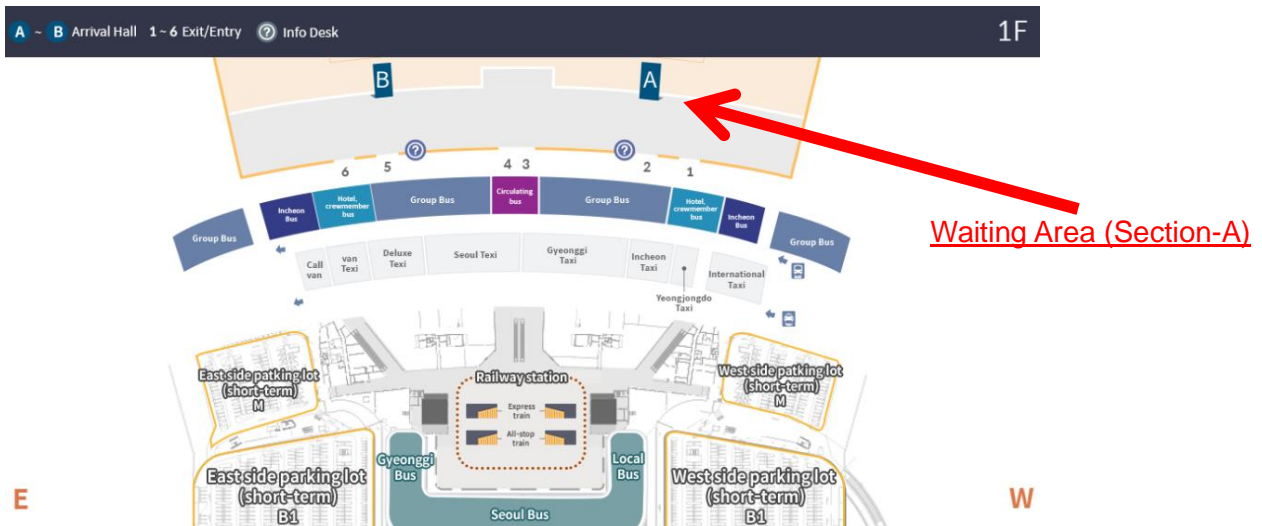 A ~ B Arrival Hall 1 ~ 6 Exit/Entry ? Info Desk
1F
B
A
?
?
6
5
4 3
2
1
Group Bus
Incheon
Bus
Hotel,
crewmember
bus
Group Bus
Circulating
bus
Group Bus
Hotel,
crewmember
bus
Incheon
Bus
Group Bus
Waiting Area (Section-A)
Call
van
van
Texi
Deluxe
Texi
Seoul Texi
Gyeonggi
Taxi
Incheon
Taxi
Yeongjongdo
Taxi
International
Taxi
East side patking lot
(short-term)
M
Railway station
Express
train
All-stop
train
West side patking lot
(short-term)
M
East side parking lot
(short-term)
B1
Gyeonggi
Bus
Local
Bus
West side parking lot
(short-term)
B1
Seoul Bus
E
W